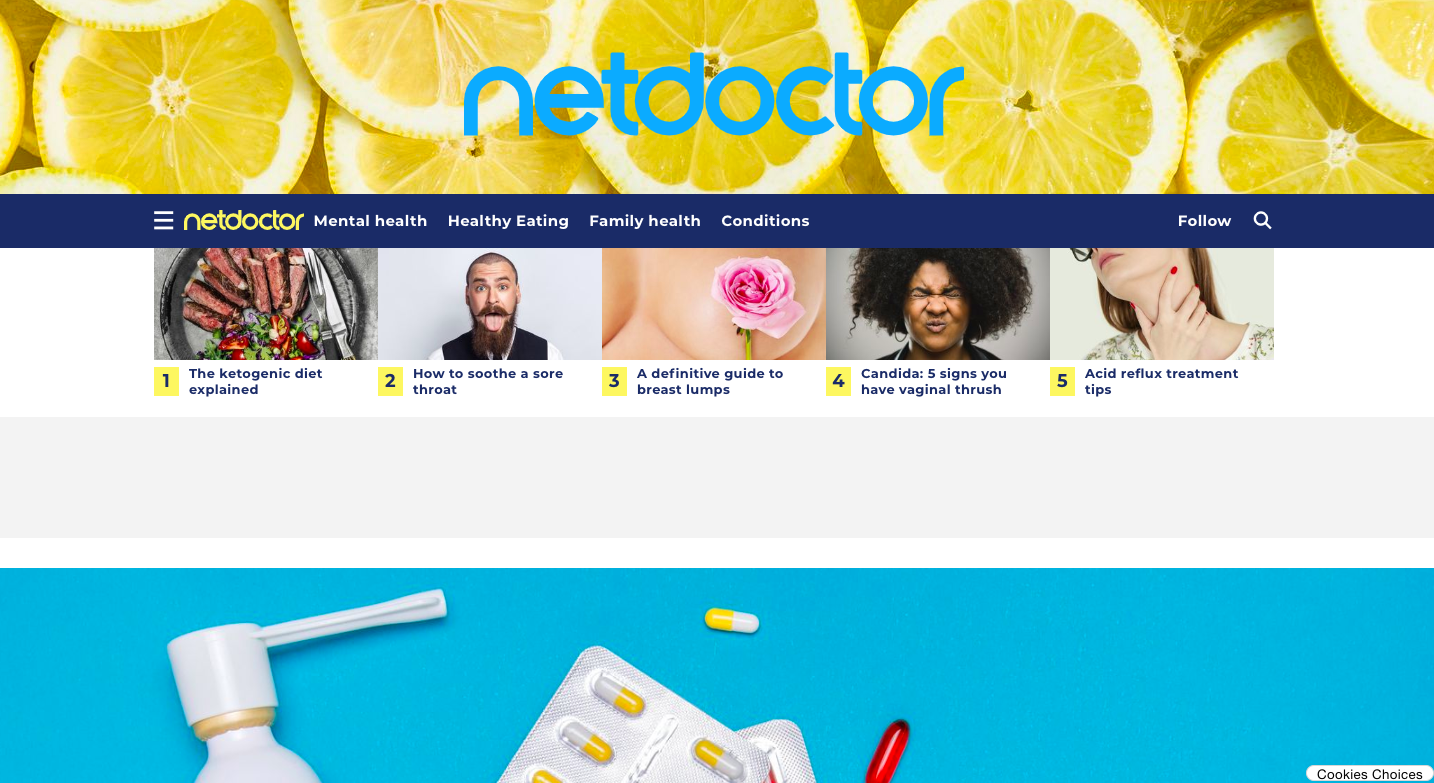 netdoctor
netdoctor Mental health Healthy Eating Family health Conditions Follow
1 The ketogenic diet
explained
2 How to soothe a sore
throat
3 A definitive guide to
breast lumps
4 Candida: 5 signs you
have vaginal thrush
5 Acid reflux treatment
tips
Cookies Choices